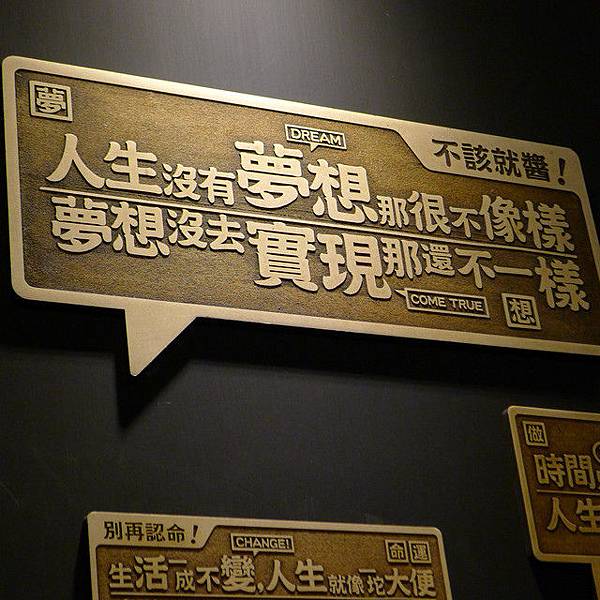 夢
DREAM
不該就醬！
人生沒有夢想那很不像樣
夢想沒去實現那還不一樣
COME TRUE
想
做
時間
人生
別再認命！
CHANGE!
命運
生活一成不變,人生就像一坨大便